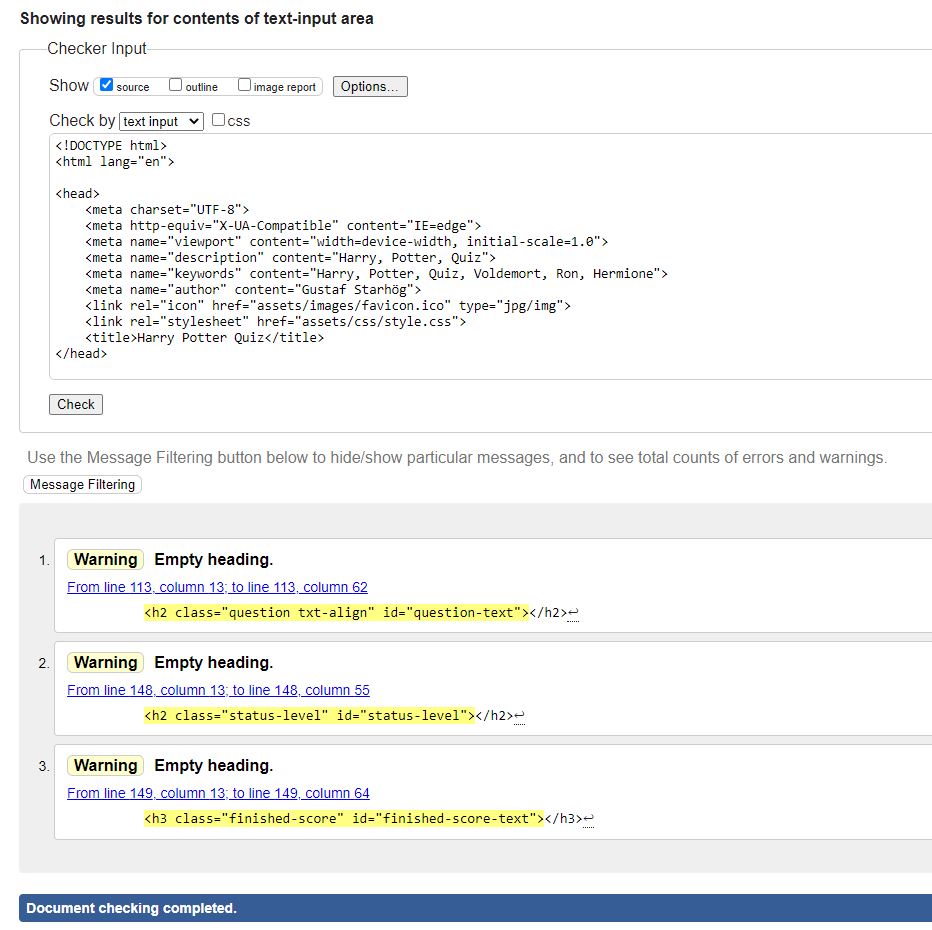 Showing results for contents of text-input area
Checker Input
Show source outline image report Options...
Check by text input css
<!DOCTYPE html>
<html lang="en">
<head>
<meta charset="UTF-8">
<meta http-equiv="X-UA-Compatible" content="IE=edge">
<meta name="viewport" content="width=device-width, initial-scale=1.0">
<meta name="description" content="Harry, Potter, Quiz">
<meta name="keywords" content="Harry, Potter, Quiz, Voldemort, Ron, Hermione">
<meta name="author" content="Gustaf Starhög">
<link rel="icon" href="assets/images/favicon.ico" type="jpg/img">
<link rel="stylesheet" href="assets/css/style.css">
<title>Harry Potter Quiz</title>
</head>
Check
Use the Message Filtering button below to hide/show particular messages, and to see total counts of errors and warnings.
Message Filtering
1. Warning Empty heading.
From line 113, column 13; to line 113, column 62
<h2 class="question txt-align" id="question-text"></h2>↩
2. Warning Empty heading.
From line 148, column 13; to line 148, column 55
<h2 class="status-level" id="status-level"></h2>↩
3. Warning Empty heading.
From line 149, column 13; to line 149, column 64
<h3 class="finished-score" id="finished-score-text"></h3>↩
Document checking completed.